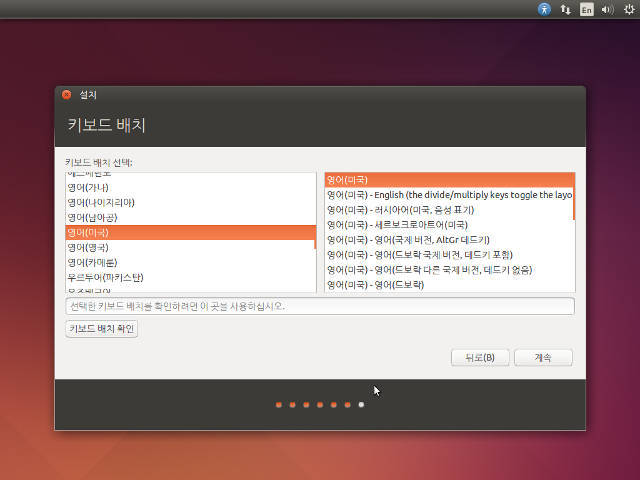 En
설치
키보드 배치
키보드 배치 선택:
에스페란토
영어(가나)
영어(나이지리아)
영어(남아공)
영어(미국)
영어(영국)
영어(카메룬)
우르두어(파키스탄)
우즈베크어
영어(미국)
영어(미국) - English (the divide/multiply keys toggle the layo
영어(미국) - 러시아어(미국, 음성 표기)
영어(미국) - 세르보크로아트어(미국)
영어(미국) - 영어(국제 버전, AltGr 데드키)
영어(미국) - 영어(드보락 국제 버전, 데드키 포함)
영어(미국) - 영어(드보락 다른 국제 버전, 데드키 없음)
영어(미국) - 영어(드보락)
선택한 키보드 배치를 확인하려면 이 곳을 사용하십시오.
키보드 배치 확인
뒤로(B)
계속